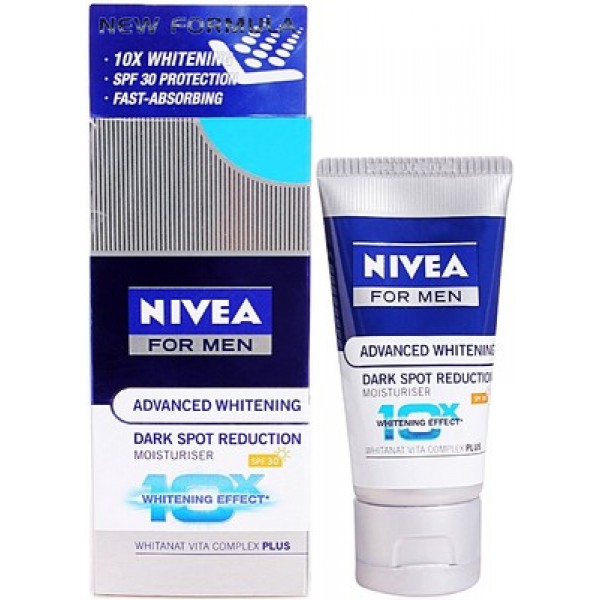 NEW FORMULA
· 10X WHITENING
· SPF 30 PROTECTION
· FAST-ABSORBING
NIVEA
FOR MEN
ADVANCED WHITENING
DARK SPOT REDUCTION
MOISTURISER
SPF 30
10X
WHITENING EFFECT*
WHITANAT VITA COMPLEX PLUS
NIVEA
FOR MEN
ADVANCED WHITENING
DARK SPOT REDUCTION
MOISTURISER
SPF 30
10X
WHITENING EFFECT*
WHITANAT VITA COMPLEX PLUS